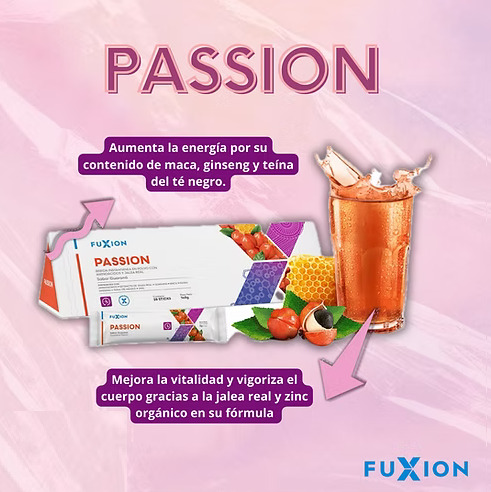 PASSION
Aumenta la energía por su
contenido de maca, ginseng y teína
del té negro.
FUXION
PASSION
FUXION
PASSION
Mejora la vitalidad y vigoriza el
cuerpo gracias a la jalea real y zinc
orgánico en su fórmula
FUXION